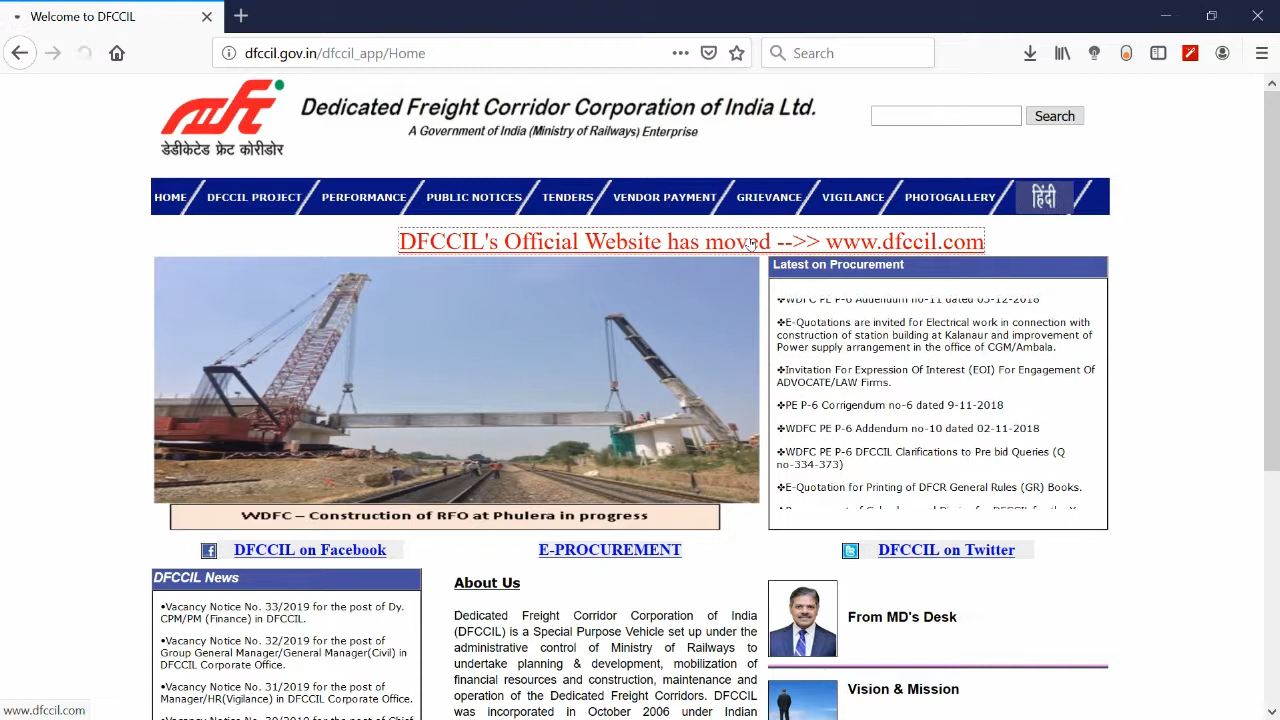 Welcome to DFCCIL
dfccil.gov.in/dfccil_app/Home
Search
Dedicated Freight Corridor Corporation of India Ltd.
A Government of India (Ministry of Railways) Enterprise
डेडीकेटेड फ्रेट कोरीडोर
Search
HOME
DFCCIL PROJECT
PERFORMANCE
PUBLIC NOTICES
TENDERS
VENDOR PAYMENT
GRIEVANCE
VIGILANCE
PHOTOGALLERY
हिंदी
DFCCIL's Official Website has moved -->> www.dfccil.com
WDFC – Construction of RFO at Phulera in progress
Latest on Procurement
❖WDFC PE P-6 Addendum no-11 dated 03-12-2018
❖E-Quotations are invited for Electrical work in connection with
construction of station building at Kalanaur and improvement of
Power supply arrangement in the office of CGM/Ambala.
❖Invitation For Expression Of Interest (EOI) For Engagement Of
ADVOCATE/LAW Firms.
❖PE P-6 Corrigendum no-6 dated 9-11-2018
❖WDFC PE P-6 Addendum no-10 dated 02-11-2018
❖WDFC PE P-6 DFCCIL Clarifications to Pre bid Queries (Q
no-334-373)
❖E-Quotation for Printing of DFCR General Rules (GR) Books.
DFCCIL on Facebook
E-PROCUREMENT
DFCCIL on Twitter
DFCCIL News
•Vacancy Notice No. 33/2019 for the post of Dy.
CPM/PM (Finance) in DFCCIL.
•Vacancy Notice No. 32/2019 for the post of
Group General Manager/General Manager(Civil) in
DFCCIL Corporate Office.
•Vacancy Notice No. 31/2019 for the post of
Manager/HR(Vigilance) in DFCCIL Corporate Office.
About Us
Dedicated Freight Corridor Corporation of India
(DFCCIL) is a Special Purpose Vehicle set up under the
administrative control of Ministry of Railways to
undertake planning & development, mobilization of
financial resources and construction, maintenance and
operation of the Dedicated Freight Corridors. DFCCIL
was incorporated in October 2006 under Indian
From MD's Desk
Vision & Mission
www.dfccil.com